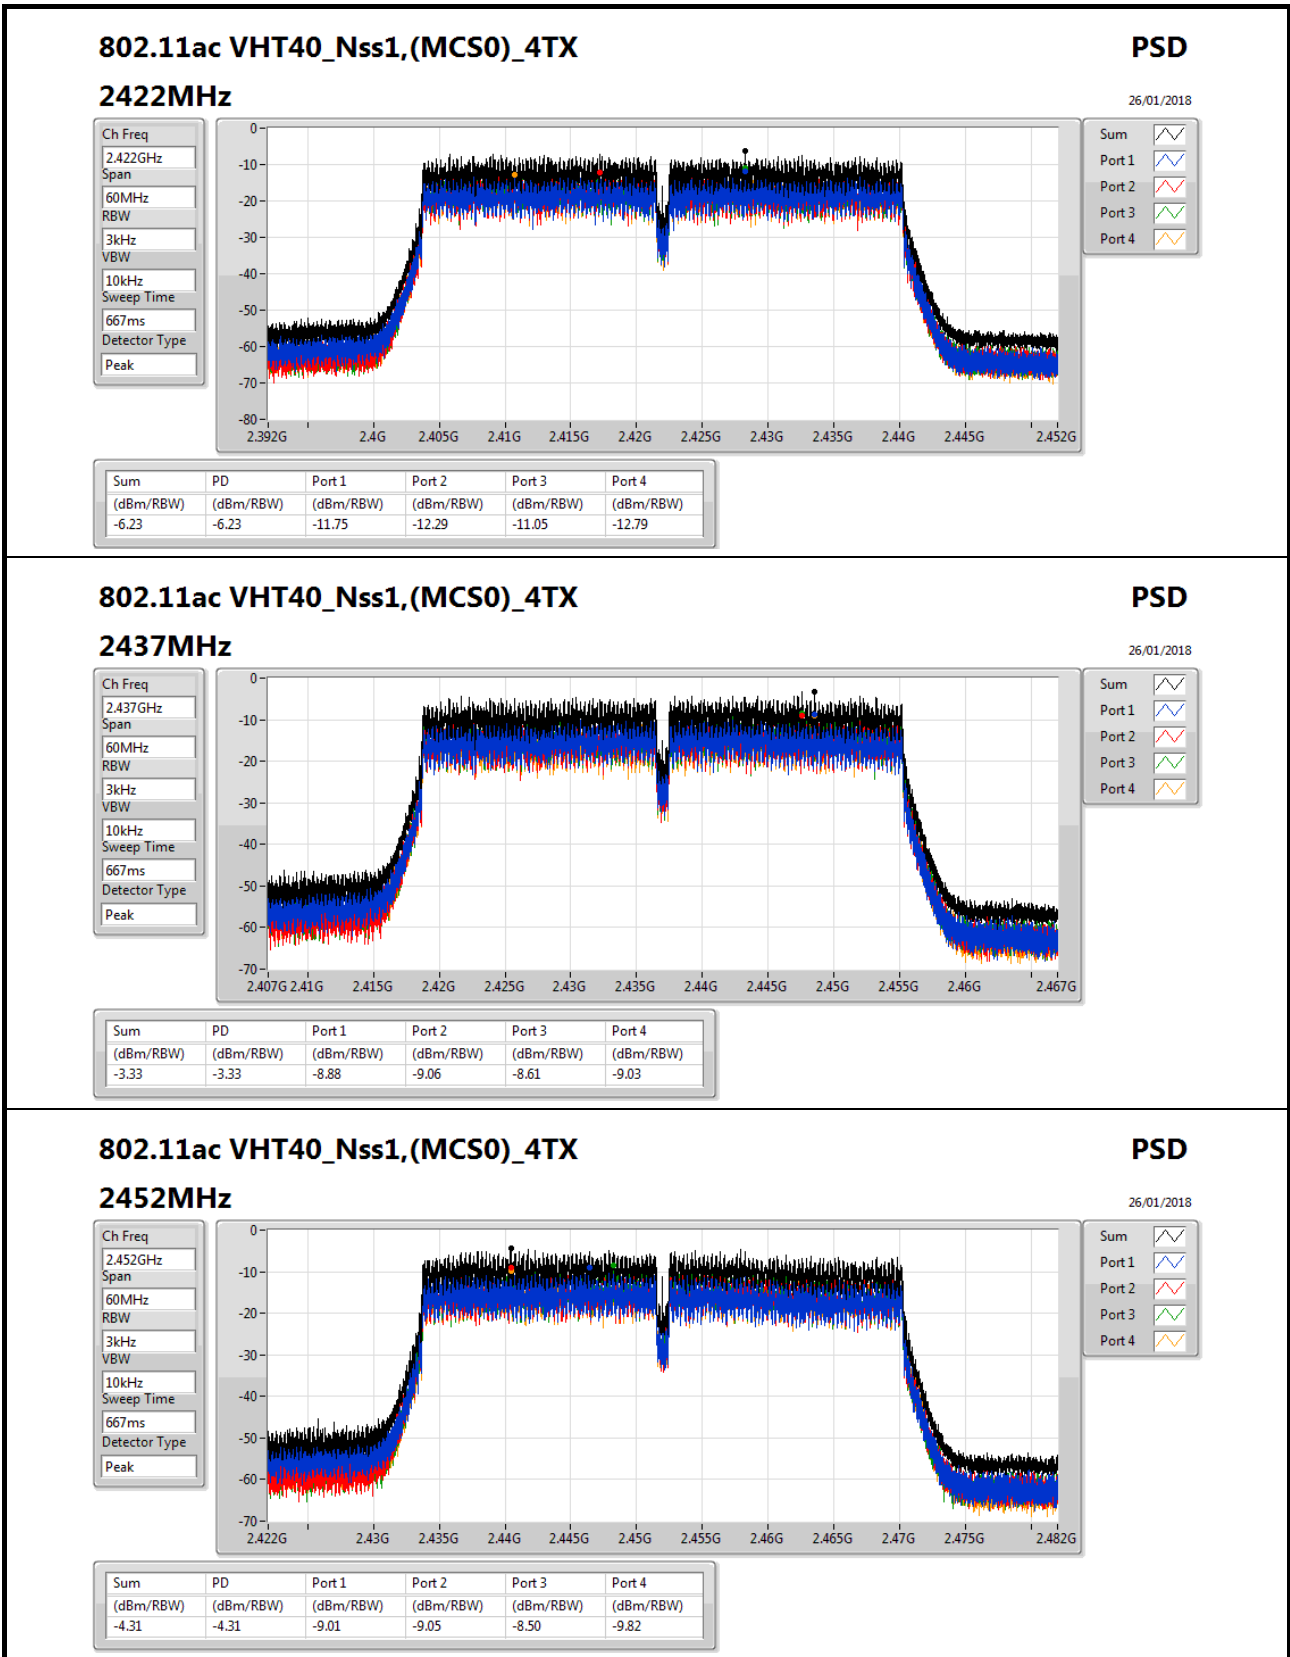 802.11ac VHT40_Nss1,(MCS0)_4TX PSD
2422MHz 26/01/2018
Ch Freq
2.422GHz
Span
60MHz
RBW
3kHz
VBW
10kHz
Sweep Time
667ms
Detector Type
Peak
0
-10
-20
-30
-40
-50
-60
-70
-80
2.392G 2.4G 2.405G 2.41G 2.415G 2.42G 2.425G 2.43G 2.435G 2.44G 2.445G 2.452G
Sum
Port 1
Port 2
Port 3
Port 4
Sum PD Port 1 Port 2 Port 3 Port 4
(dBm/RBW) (dBm/RBW) (dBm/RBW) (dBm/RBW) (dBm/RBW) (dBm/RBW)
-6.23 -6.23 -11.75 -12.29 -11.05 -12.79
802.11ac VHT40_Nss1,(MCS0)_4TX PSD
2437MHz 26/01/2018
Ch Freq
2.437GHz
Span
60MHz
RBW
3kHz
VBW
10kHz
Sweep Time
667ms
Detector Type
Peak
0
-10
-20
-30
-40
-50
-60
-70
2.407G 2.41G 2.415G 2.42G 2.425G 2.43G 2.435G 2.44G 2.445G 2.45G 2.455G 2.46G 2.467G
Sum
Port 1
Port 2
Port 3
Port 4
Sum PD Port 1 Port 2 Port 3 Port 4
(dBm/RBW) (dBm/RBW) (dBm/RBW) (dBm/RBW) (dBm/RBW) (dBm/RBW)
-3.33 -3.33 -8.88 -9.06 -8.61 -9.03
802.11ac VHT40_Nss1,(MCS0)_4TX PSD
2452MHz 26/01/2018
Ch Freq
2.452GHz
Span
60MHz
RBW
3kHz
VBW
10kHz
Sweep Time
667ms
Detector Type
Peak
0
-10
-20
-30
-40
-50
-60
-70
2.422G 2.43G 2.435G 2.44G 2.445G 2.45G 2.455G 2.46G 2.465G 2.47G 2.475G 2.482G
Sum
Port 1
Port 2
Port 3
Port 4
Sum PD Port 1 Port 2 Port 3 Port 4
(dBm/RBW) (dBm/RBW) (dBm/RBW) (dBm/RBW) (dBm/RBW) (dBm/RBW)
-4.31 -4.31 -9.01 -9.05 -8.50 -9.82